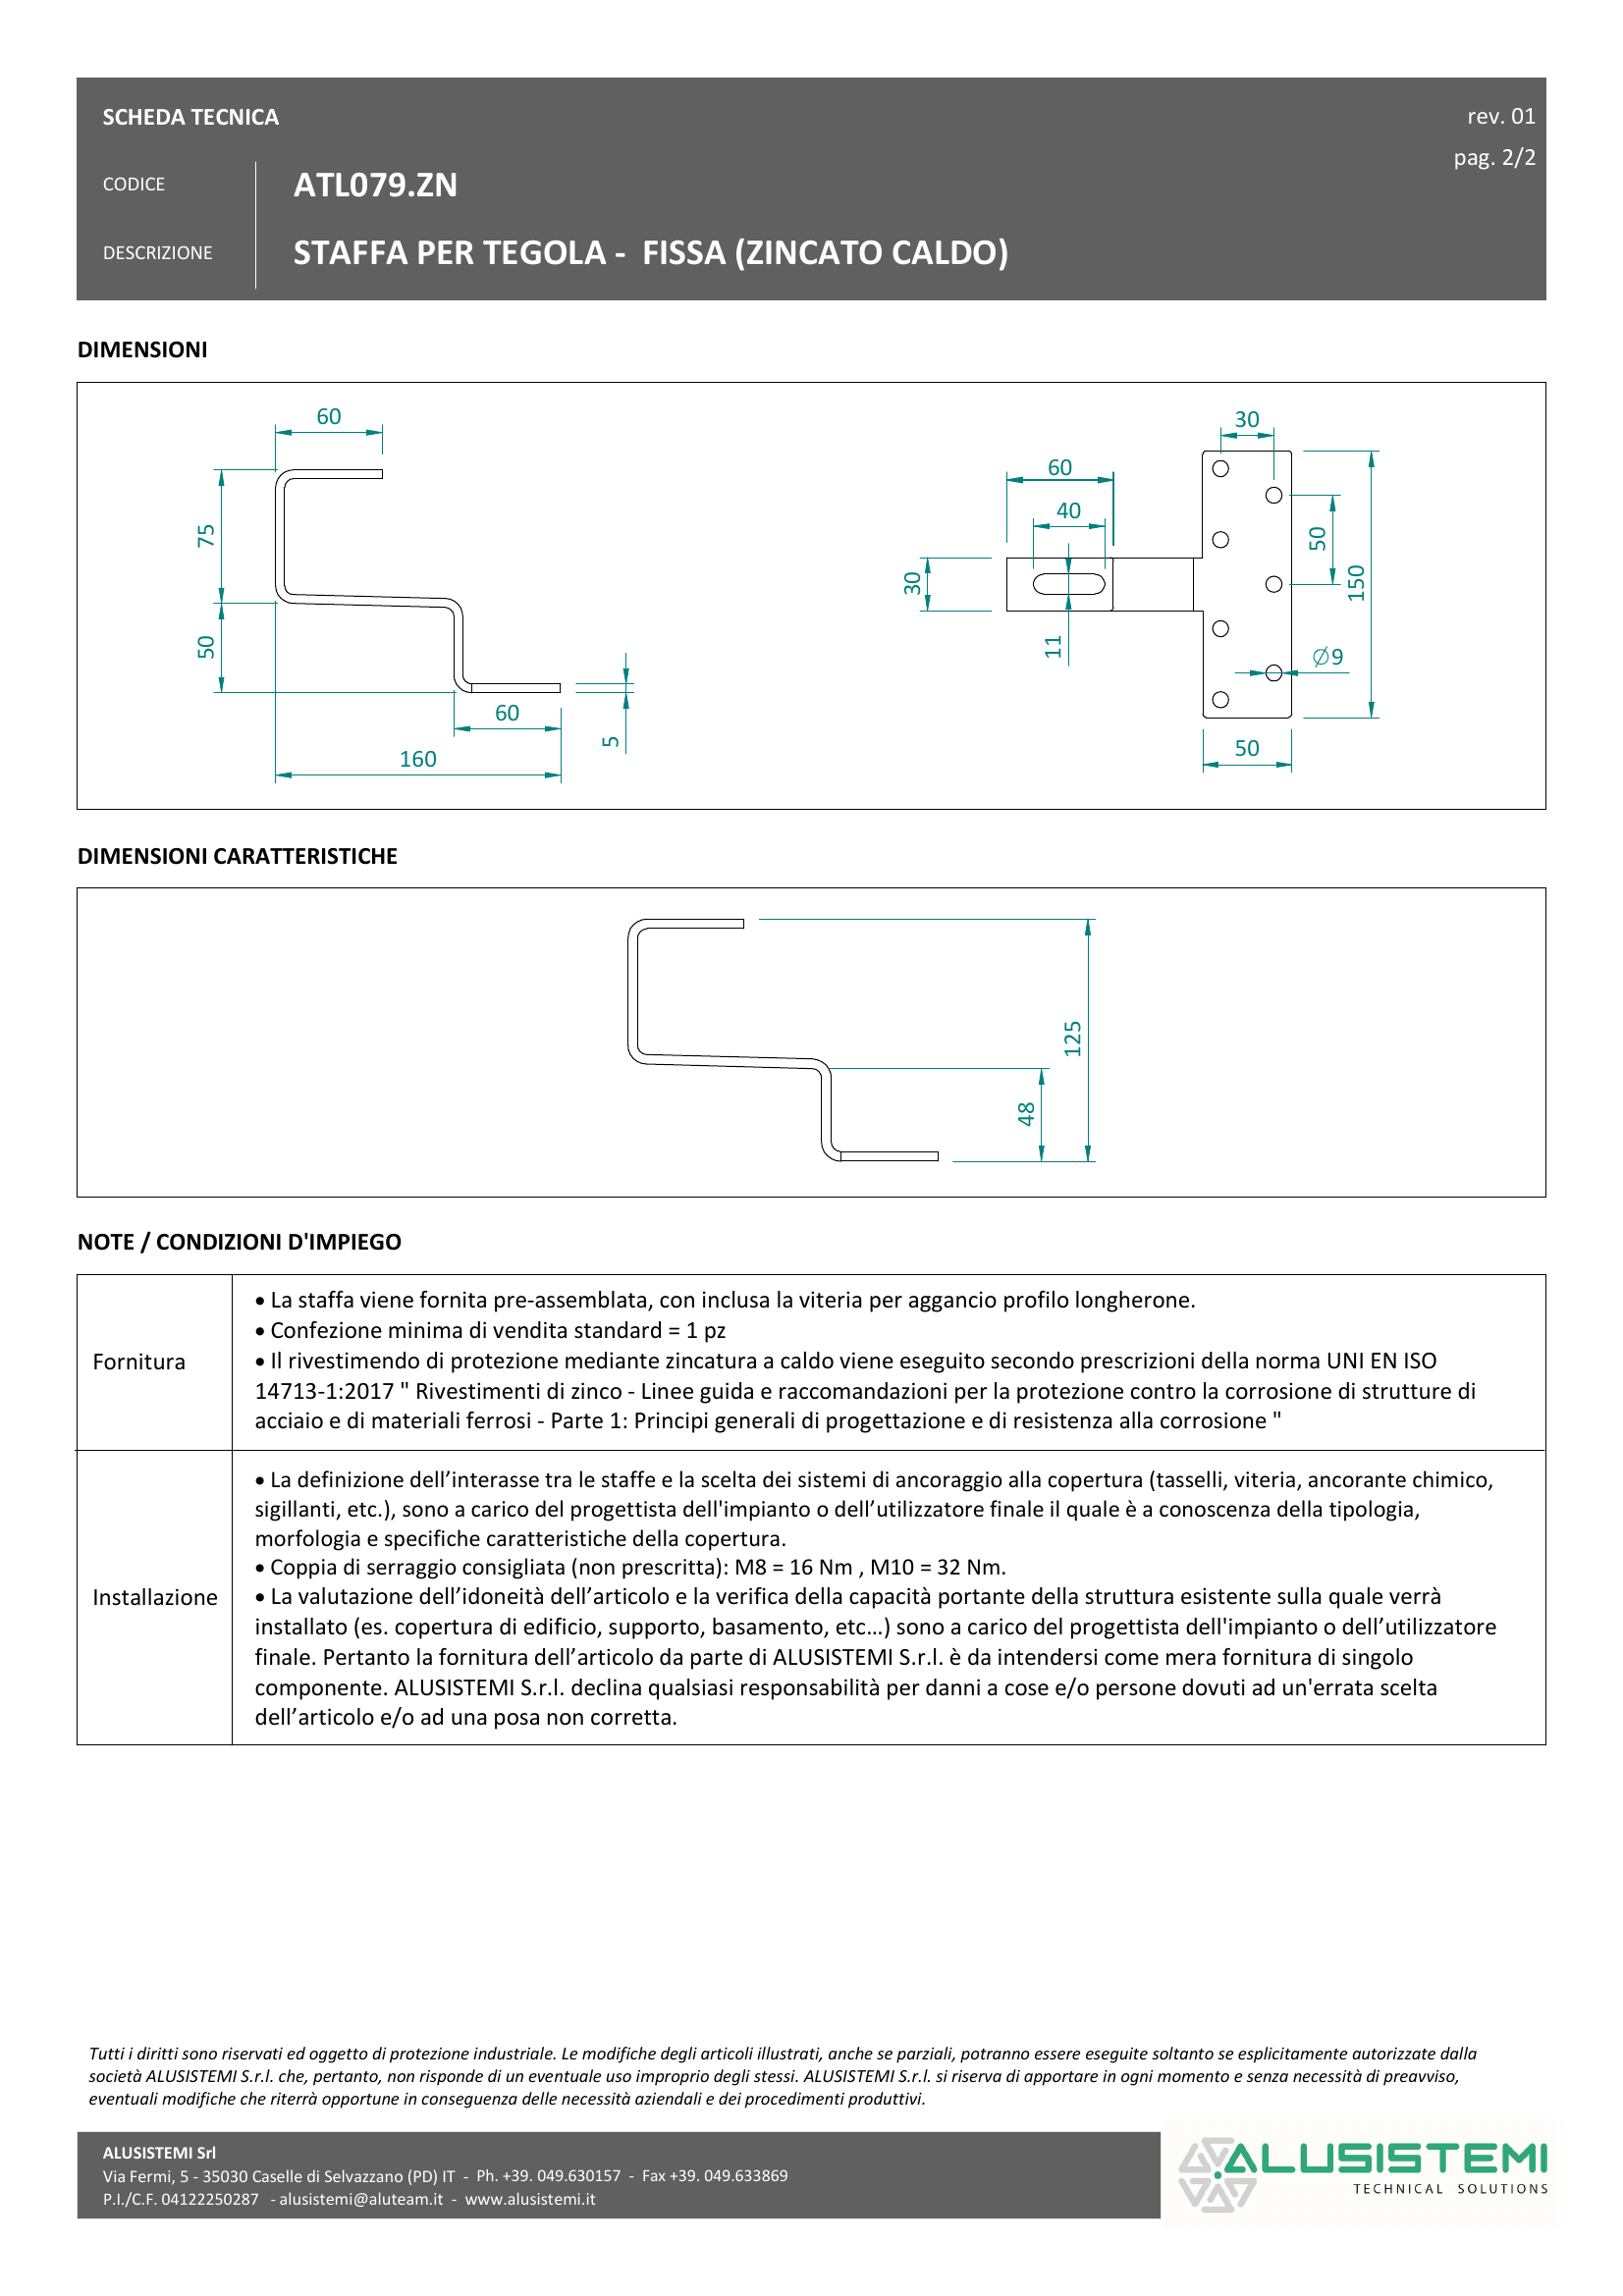 SCHEDA TECNICA
rev. 01
pag. 2/2
CODICE
ATL079.ZN
DESCRIZIONE
STAFFA PER TEGOLA - FISSA (ZINCATO CALDO)
DIMENSIONI
60
75
50
60
160
5
30
60
40
30
11
50
150
∅9
50
DIMENSIONI CARATTERISTICHE
125
48
NOTE / CONDIZIONI D'IMPIEGO
Fornitura
• La staffa viene fornita pre-assemblata, con inclusa la viteria per aggancio profilo longherone.
• Confezione minima di vendita standard = 1 pz
• Il rivestimendo di protezione mediante zincatura a caldo viene eseguito secondo prescrizioni della norma UNI EN ISO
14713-1:2017 " Rivestimenti di zinco - Linee guida e raccomandazioni per la protezione contro la corrosione di strutture di
acciaio e di materiali ferrosi - Parte 1: Principi generali di progettazione e di resistenza alla corrosione "
Installazione
• La definizione dell’interasse tra le staffe e la scelta dei sistemi di ancoraggio alla copertura (tasselli, viteria, ancorante chimico,
sigillanti, etc.), sono a carico del progettista dell'impianto o dell’utilizzatore finale il quale è a conoscenza della tipologia,
morfologia e specifiche caratteristiche della copertura.
• Coppia di serraggio consigliata (non prescritta): M8 = 16 Nm , M10 = 32 Nm.
• La valutazione dell’idoneità dell’articolo e la verifica della capacità portante della struttura esistente sulla quale verrà
installato (es. copertura di edificio, supporto, basamento, etc…) sono a carico del progettista dell'impianto o dell’utilizzatore
finale. Pertanto la fornitura dell’articolo da parte di ALUSISTEMI S.r.l. è da intendersi come mera fornitura di singolo
componente. ALUSISTEMI S.r.l. declina qualsiasi responsabilità per danni a cose e/o persone dovuti ad un'errata scelta
dell’articolo e/o ad una posa non corretta.
Tutti i diritti sono riservati ed oggetto di protezione industriale. Le modifiche degli articoli illustrati, anche se parziali, potranno essere eseguite soltanto se esplicitamente autorizzate dalla
società ALUSISTEMI S.r.l. che, pertanto, non risponde di un eventuale uso improprio degli stessi. ALUSISTEMI S.r.l. si riserva di apportare in ogni momento e senza necessità di preavviso,
eventuali modifiche che riterrà opportune in conseguenza delle necessità aziendali e dei procedimenti produttivi.
ALUSISTEMI Srl
Via Fermi, 5 - 35030 Caselle di Selvazzano (PD) IT - Ph. +39. 049.630157 - Fax +39. 049.633869
P.I./C.F. 04122250287 - alusistemi@aluteam.it - www.alusistemi.it
ALUSISTEMI
TECHNICAL SOLUTIONS